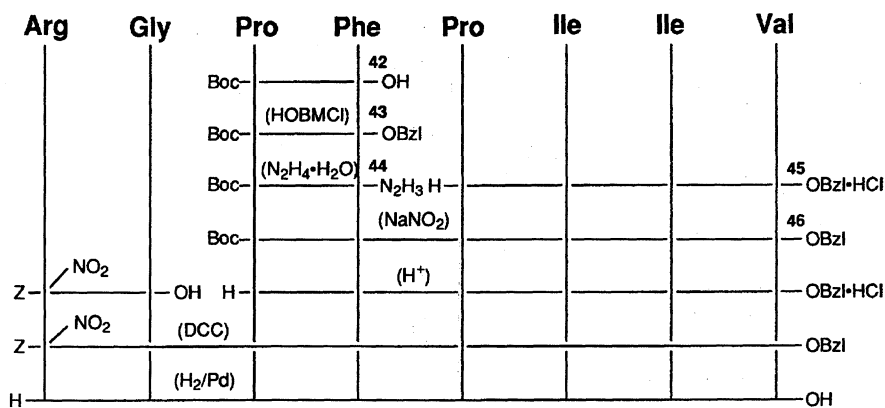 Arg Gly Pro Phe Pro Ile Ile Val
42
Boc- -OH
(HOBMCl) 43
Boc- -OBzl
(N₂H₄•H₂O) 44 45
Boc- -N₂H₃ H- -OBzl•HCl
(NaNO₂) 46
Boc- -OBzl
NO₂ (H⁺)
Z- -OH H- -OBzl•HCl
NO₂ (DCC)
Z- -OBzl
(H₂/Pd)
H- -OH